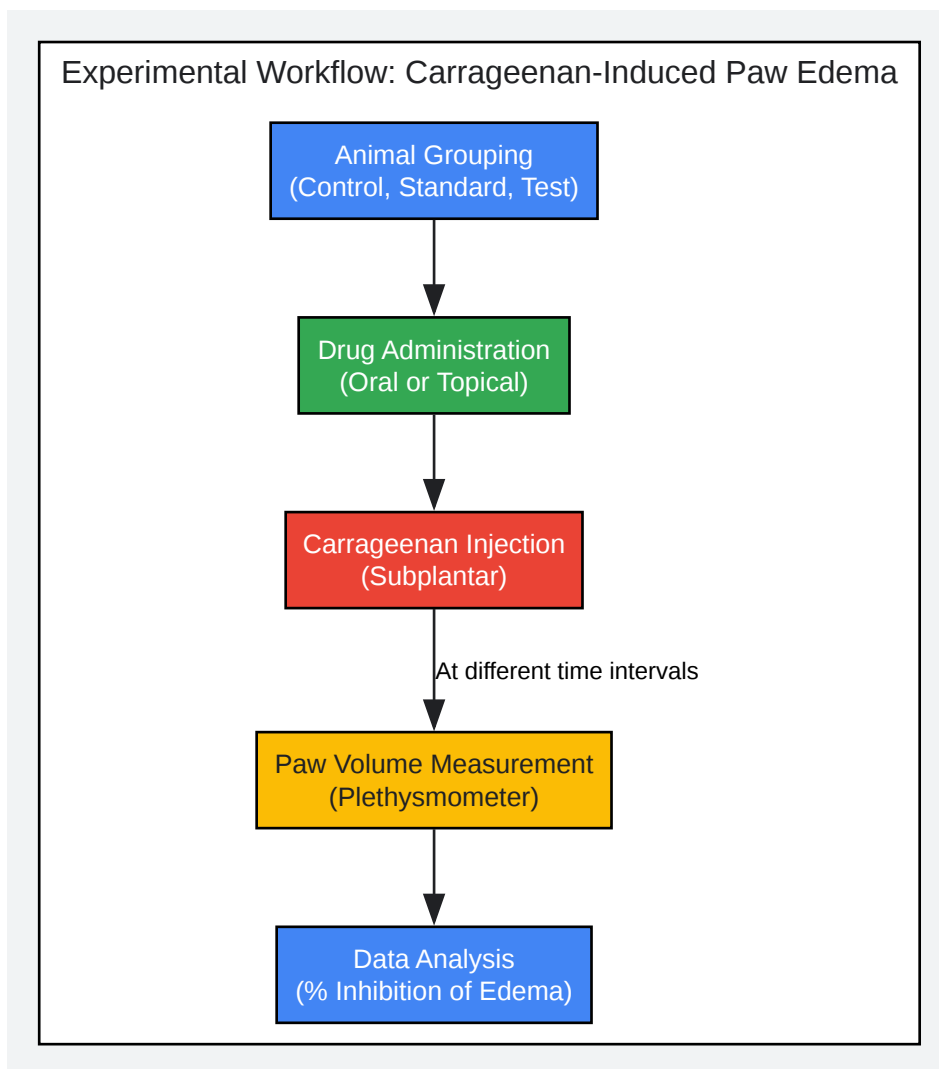 Experimental Workflow: Carrageenan-Induced Paw Edema
Animal Grouping
(Control, Standard, Test)
Drug Administration
(Oral or Topical)
Carrageenan Injection
(Subplantar)
At different time intervals
Paw Volume Measurement
(Plethysmometer)
Data Analysis
(% Inhibition of Edema)